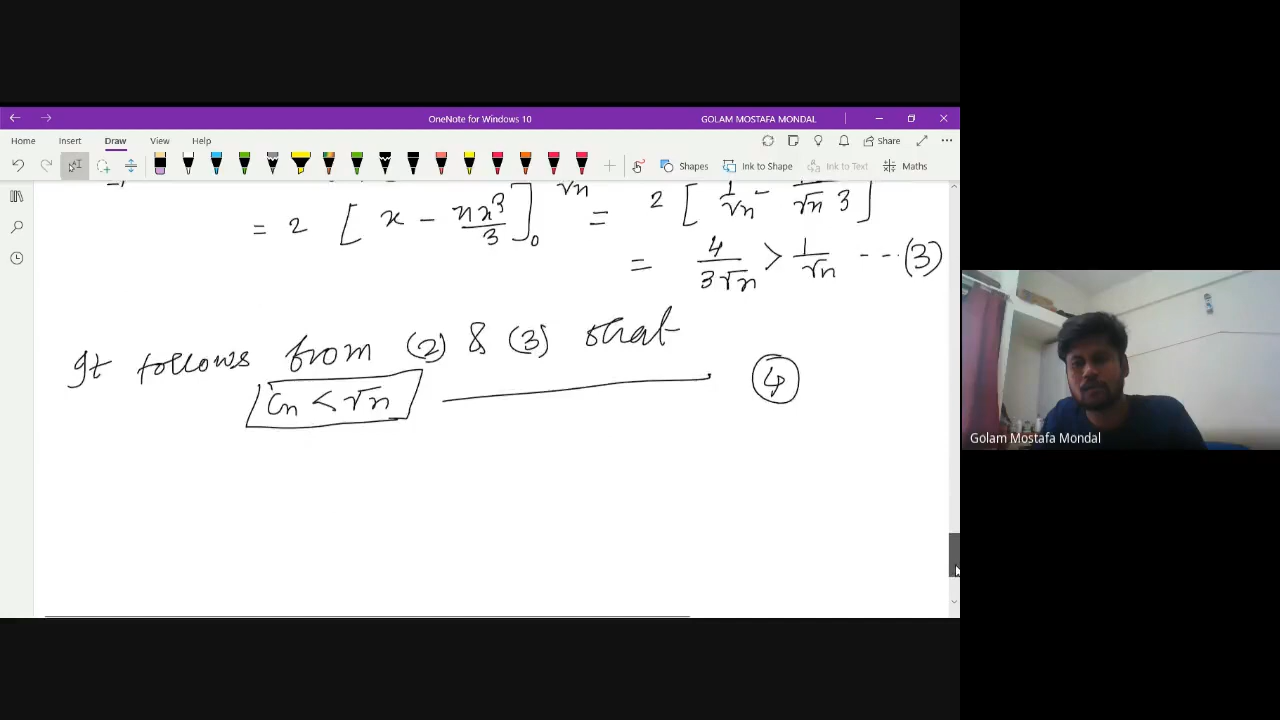 OneNote for Windows 10
GOLAM MOSTAFA MONDAL
Home Insert Draw View Help
Share
Shapes Ink to Shape Ink to Text Maths
= 2 [ x - nx³/3 ]₀ √n = 2 [ 1/√n - 1/√n 3 ]
= 4/3√n > 1/√n --- (3)
It follows from (2) & (3) that
Cn < √n 4
Golam Mostafa Mondal